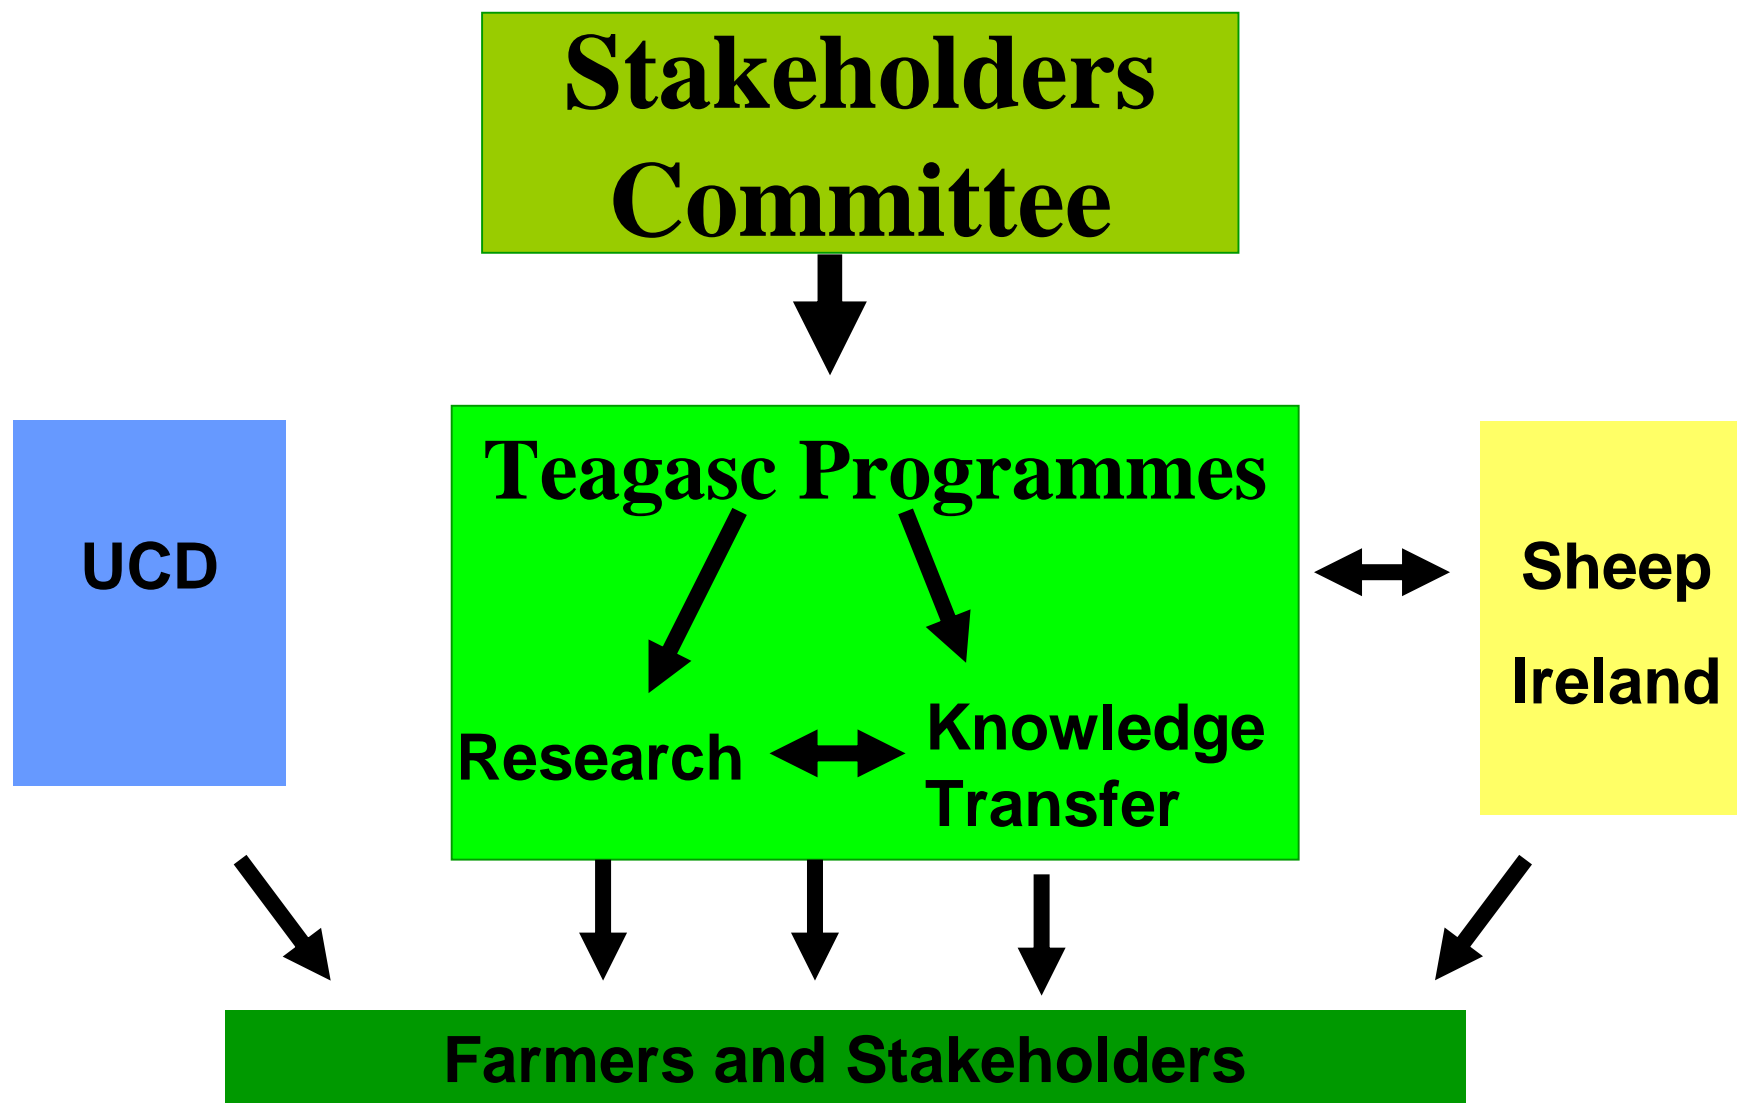 Stakeholders
Committee
Teagasc Programmes
UCD
Sheep
Ireland
Research
Knowledge
Transfer
Farmers and Stakeholders